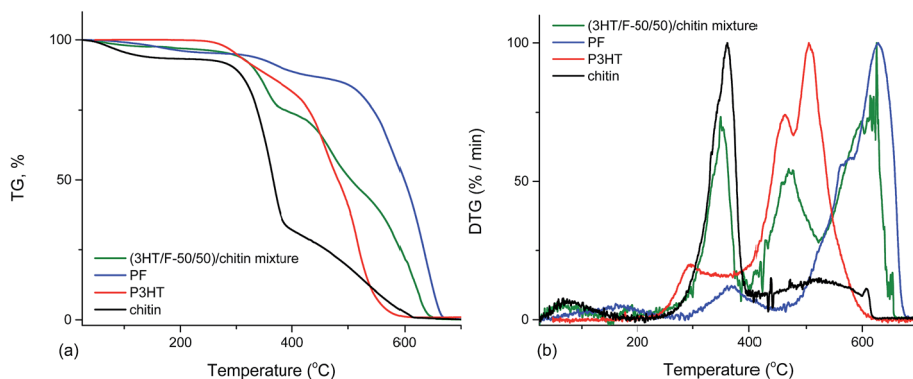 100
50
0
TG, %
(3HT/F-50/50)/chitin mixture
PF
P3HT
chitin
200
400
600
(a)
Temperature (°C)
(3HT/F-50/50)/chitin mixture
PF
P3HT
chitin
100
50
0
DTG (% / min)
200
400
600
(b)
Temperature (°C)